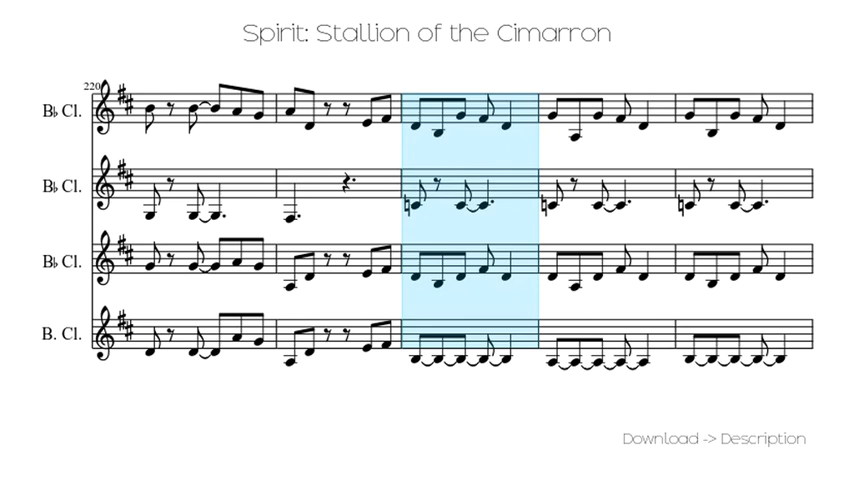 Spirit: Stallion of the Cimarron
220
B♭ Cl.
B♭ Cl.
B♭ Cl.
B. Cl.
Download -> Description